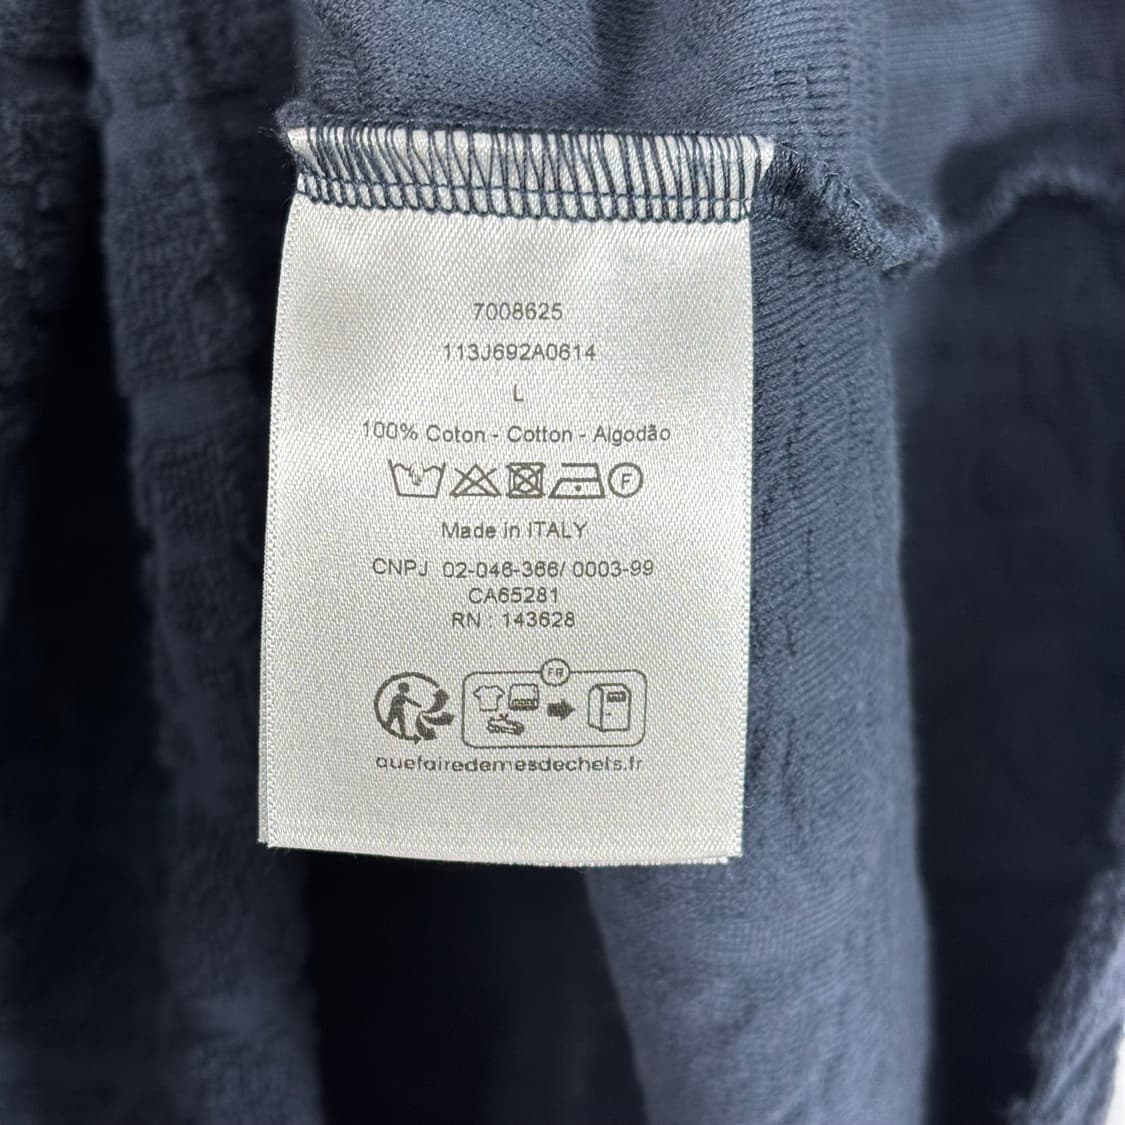 7008625
113J692A0614
L
100% Coton - Cotton - Algodão
F
Made in ITALY
CNPJ 02-046-366/ 0003-99
CA65281
RN : 143628
FR
quefairedemesdechets.fr